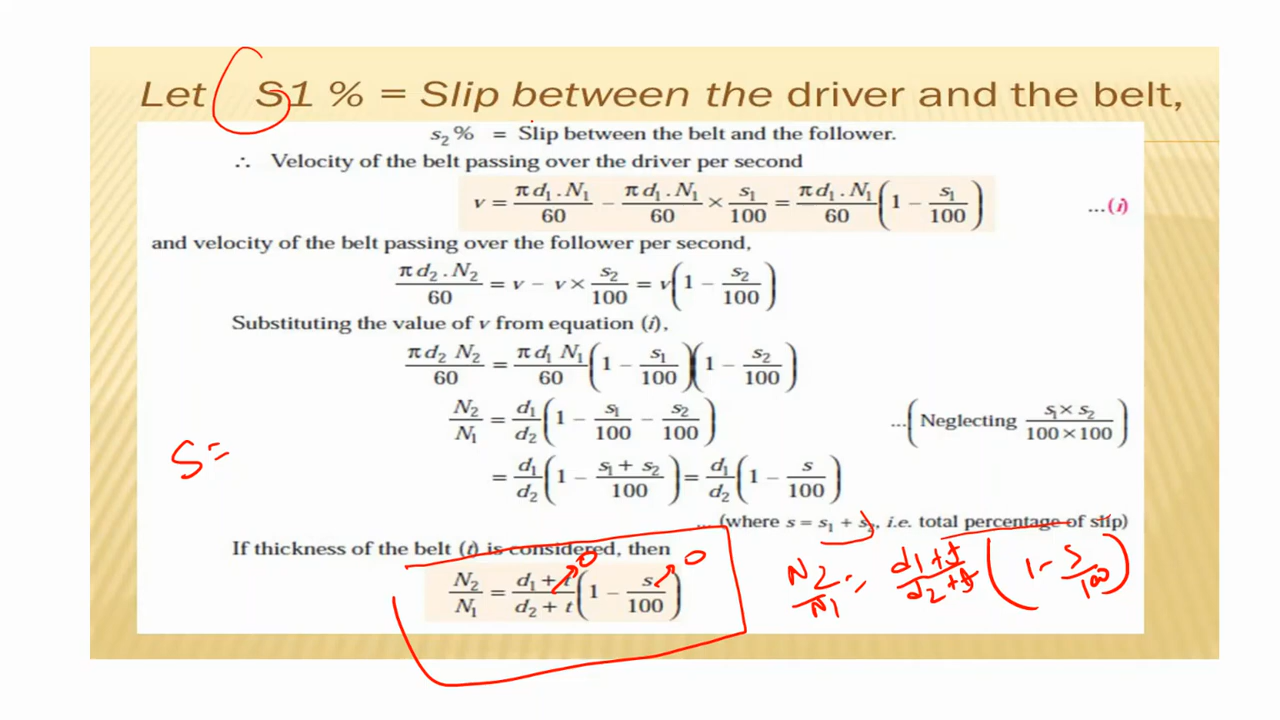 Let S1 % = Slip between the driver and the belt,
s₂ % = Slip between the belt and the follower.
∴ Velocity of the belt passing over the driver per second
v = π d₁ . N₁ / 60 − π d₁ . N₁ / 60 × s₁ / 100 = π d₁ . N₁ / 60 (1 − s₁ / 100) ...(i)
and velocity of the belt passing over the follower per second,
π d₂ . N₂ / 60 = v − v × s₂ / 100 = v (1 − s₂ / 100)
Substituting the value of v from equation (i),
π d₂ N₂ / 60 = π d₁ N₁ / 60 (1 − s₁ / 100) (1 − s₂ / 100)
N₂ / N₁ = d₁ / d₂ (1 − s₁ / 100 − s₂ / 100) ...(Neglecting s₁ × s₂ / 100 × 100)
S =
= d₁ / d₂ (1 − s₁ + s₂ / 100) = d₁ / d₂ (1 − s / 100)
... (where s = s₁ + s₂, i.e. total percentage of slip)
If thickness of the belt (t) is considered, then
N₂ / N₁ = d₁ + t / d₂ + t (1 − s / 100)
0 0
N₂ / N₁ = d₁ + t / d₂ + t (1 − S / 100)